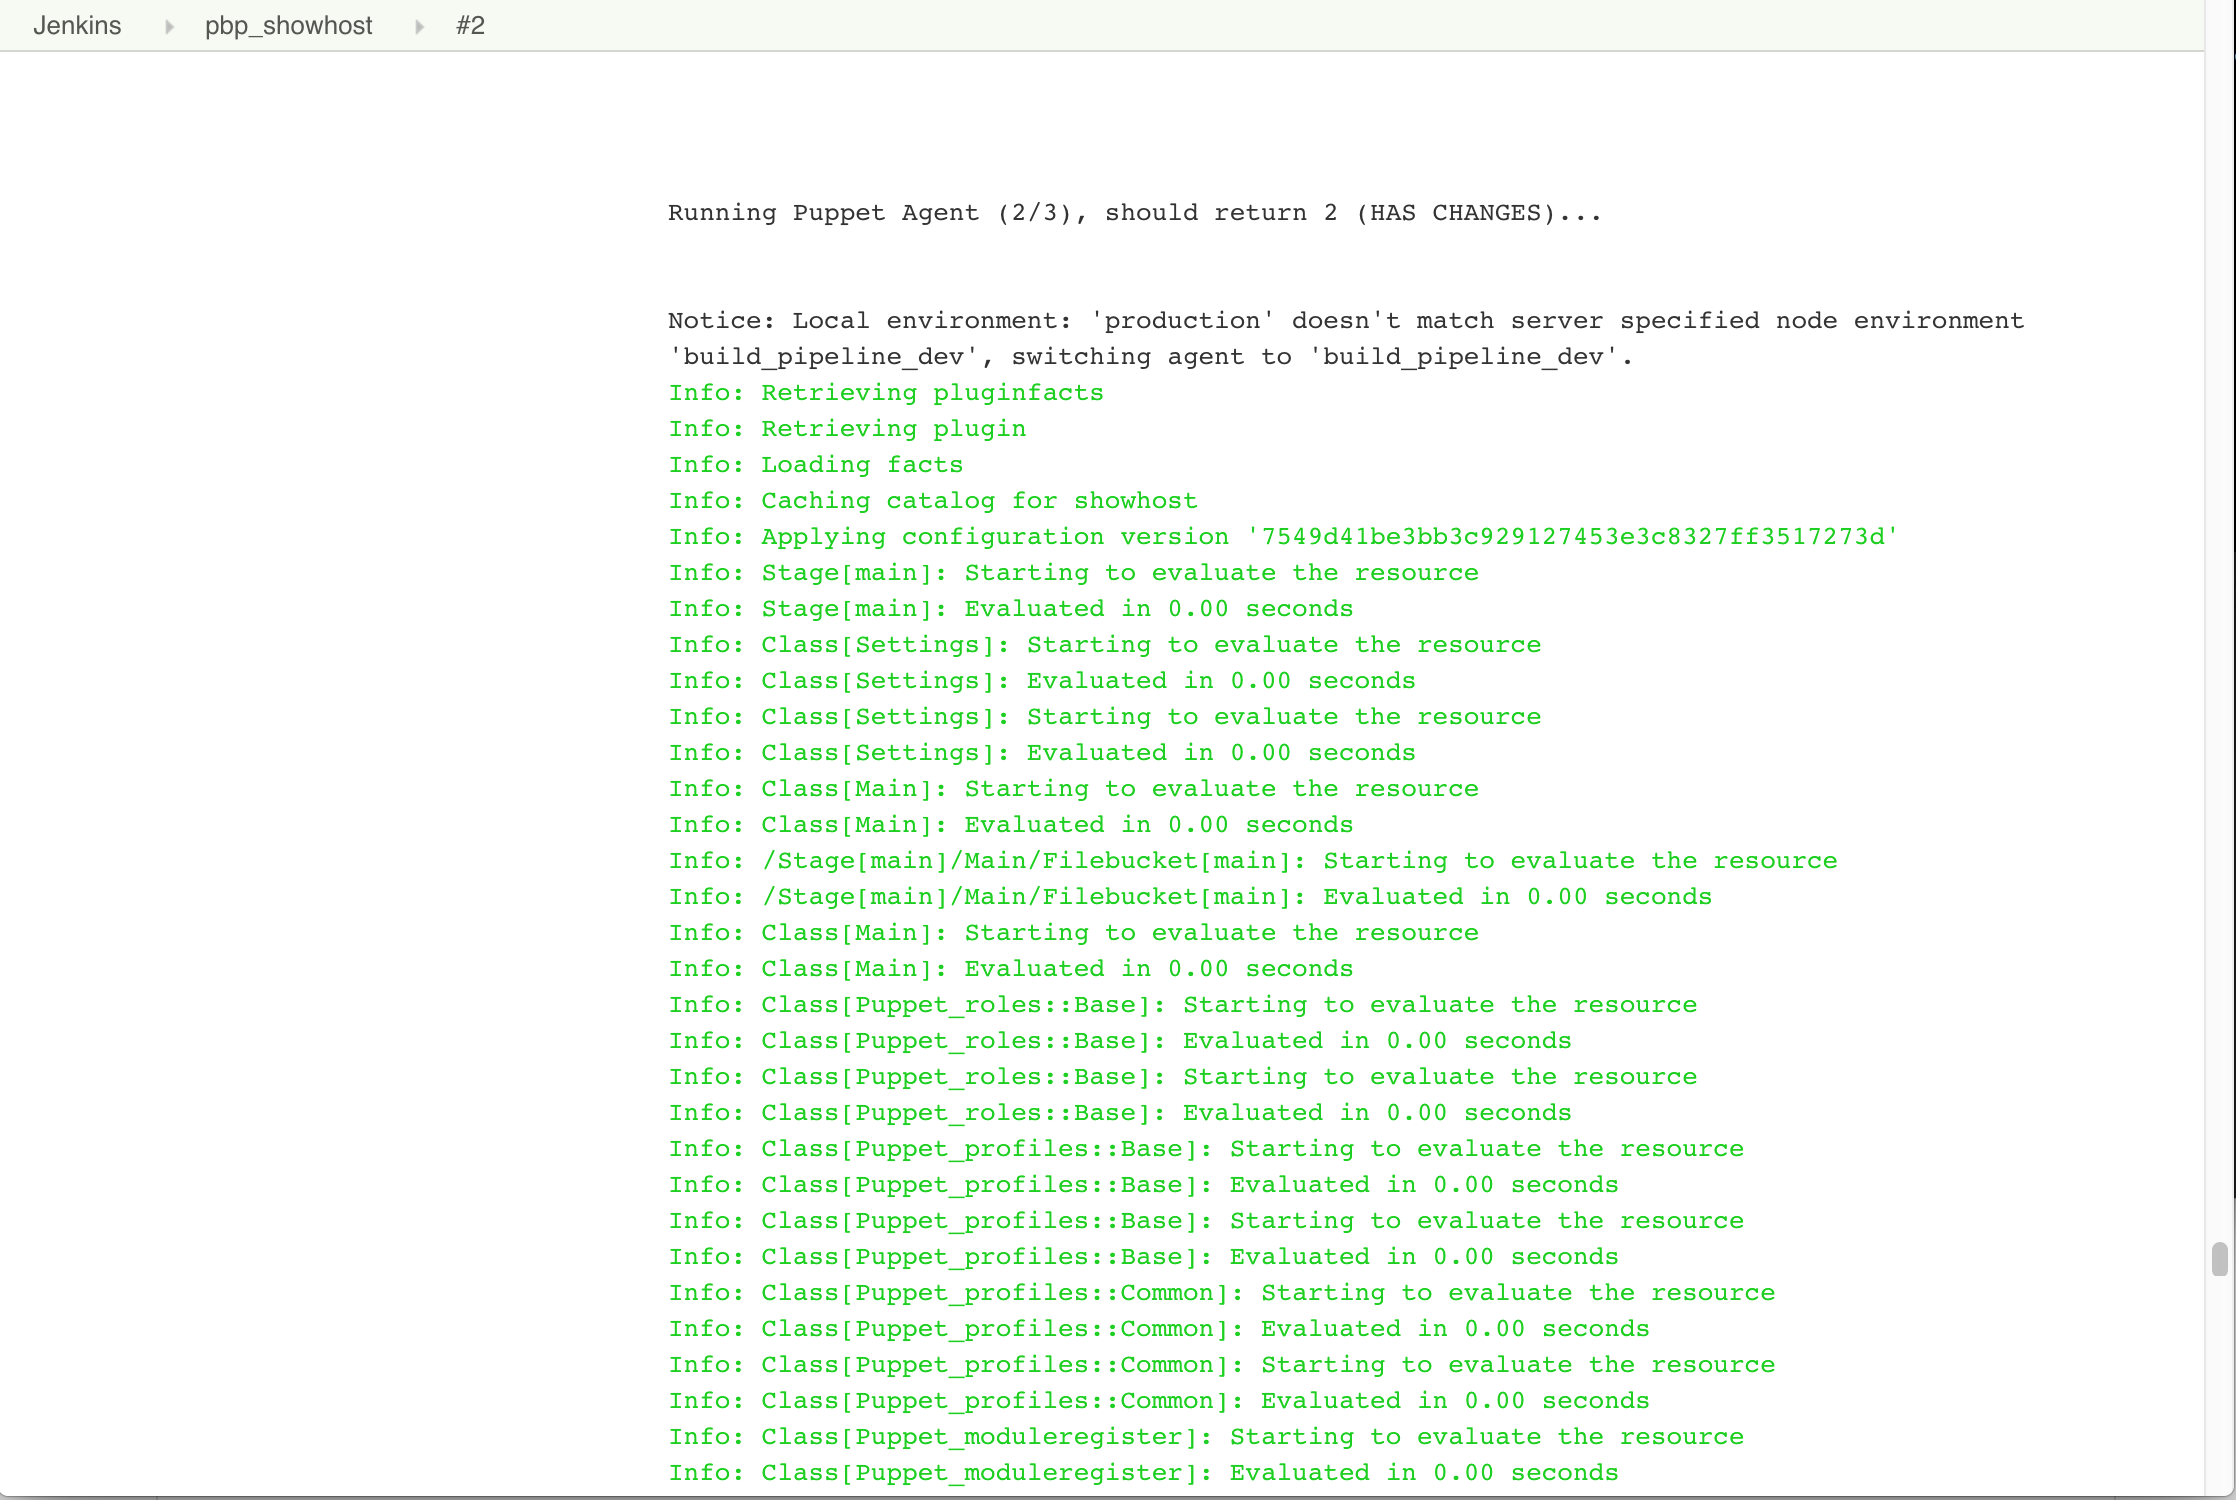 Jenkins pbp_showhost #2
Running Puppet Agent (2/3), should return 2 (HAS CHANGES)...
Notice: Local environment: 'production' doesn't match server specified node environment
'build_pipeline_dev', switching agent to 'build_pipeline_dev'.
Info: Retrieving pluginfacts
Info: Retrieving plugin
Info: Loading facts
Info: Caching catalog for showhost
Info: Applying configuration version '7549d41be3bb3c929127453e3c8327ff3517273d'
Info: Stage[main]: Starting to evaluate the resource
Info: Stage[main]: Evaluated in 0.00 seconds
Info: Class[Settings]: Starting to evaluate the resource
Info: Class[Settings]: Evaluated in 0.00 seconds
Info: Class[Settings]: Starting to evaluate the resource
Info: Class[Settings]: Evaluated in 0.00 seconds
Info: Class[Main]: Starting to evaluate the resource
Info: Class[Main]: Evaluated in 0.00 seconds
Info: /Stage[main]/Main/Filebucket[main]: Starting to evaluate the resource
Info: /Stage[main]/Main/Filebucket[main]: Evaluated in 0.00 seconds
Info: Class[Main]: Starting to evaluate the resource
Info: Class[Main]: Evaluated in 0.00 seconds
Info: Class[Puppet_roles::Base]: Starting to evaluate the resource
Info: Class[Puppet_roles::Base]: Evaluated in 0.00 seconds
Info: Class[Puppet_roles::Base]: Starting to evaluate the resource
Info: Class[Puppet_roles::Base]: Evaluated in 0.00 seconds
Info: Class[Puppet_profiles::Base]: Starting to evaluate the resource
Info: Class[Puppet_profiles::Base]: Evaluated in 0.00 seconds
Info: Class[Puppet_profiles::Base]: Starting to evaluate the resource
Info: Class[Puppet_profiles::Base]: Evaluated in 0.00 seconds
Info: Class[Puppet_profiles::Common]: Starting to evaluate the resource
Info: Class[Puppet_profiles::Common]: Evaluated in 0.00 seconds
Info: Class[Puppet_profiles::Common]: Starting to evaluate the resource
Info: Class[Puppet_profiles::Common]: Evaluated in 0.00 seconds
Info: Class[Puppet_moduleregister]: Starting to evaluate the resource
Info: Class[Puppet_moduleregister]: Evaluated in 0.00 seconds